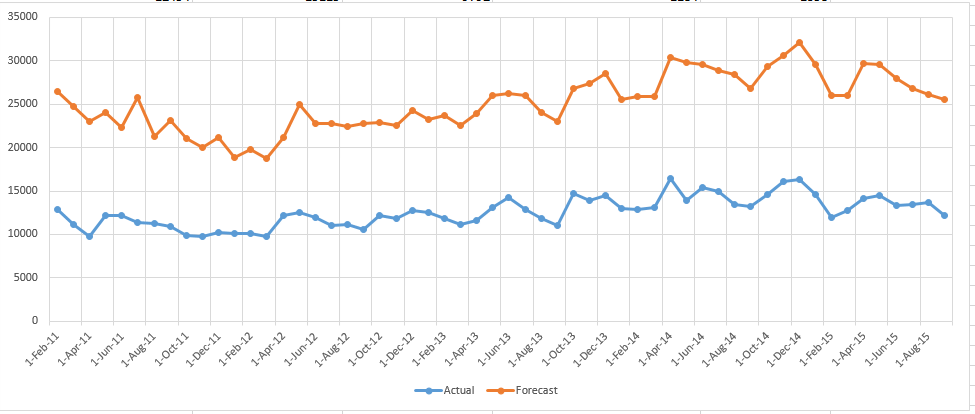 35000
30000
25000
20000
15000
10000
5000
0
1-Feb-11
1-Apr-11
1-Jun-11
1-Aug-11
1-Oct-11
1-Dec-11
1-Feb-12
1-Apr-12
1-Jun-12
1-Aug-12
1-Oct-12
1-Dec-12
1-Feb-13
1-Apr-13
1-Jun-13
1-Aug-13
1-Oct-13
1-Dec-13
1-Feb-14
1-Apr-14
1-Jun-14
1-Aug-14
1-Oct-14
1-Dec-14
1-Feb-15
1-Apr-15
1-Jun-15
1-Aug-15
Actual Forecast